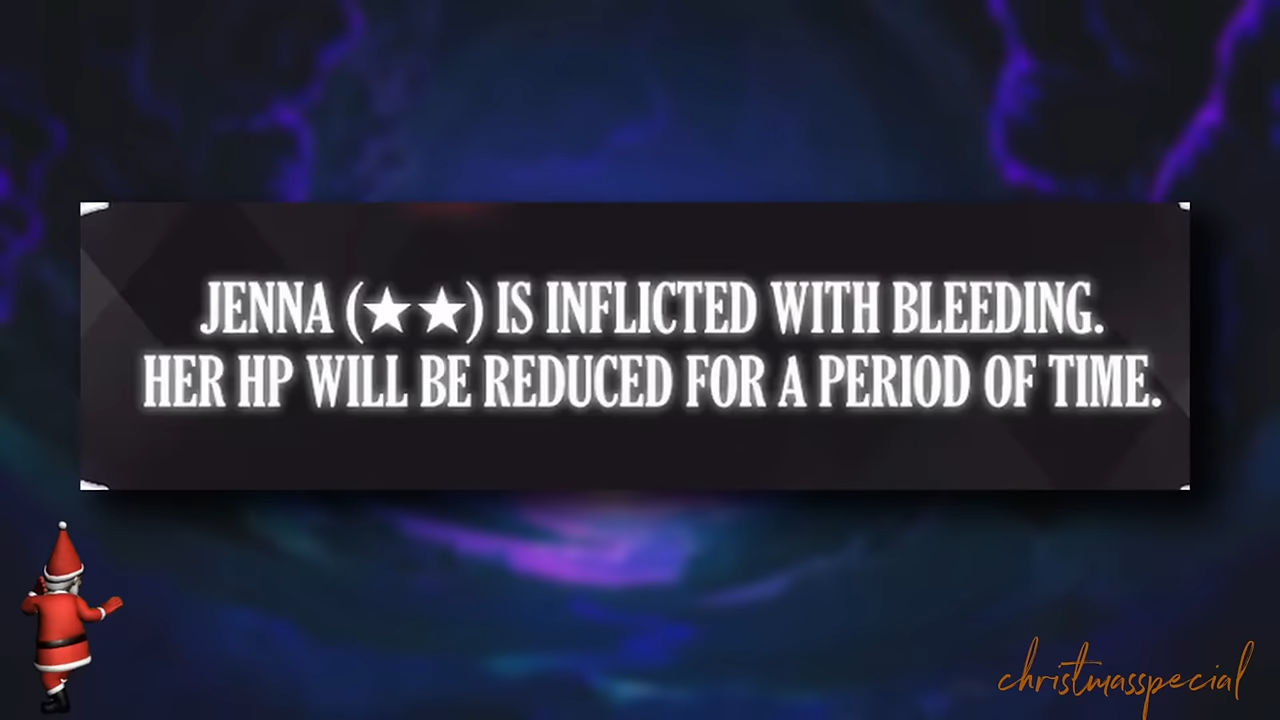 JENNA (★★) IS INFLICTED WITH BLEEDING.
HER HP WILL BE REDUCED FOR A PERIOD OF TIME.
christmasspecial